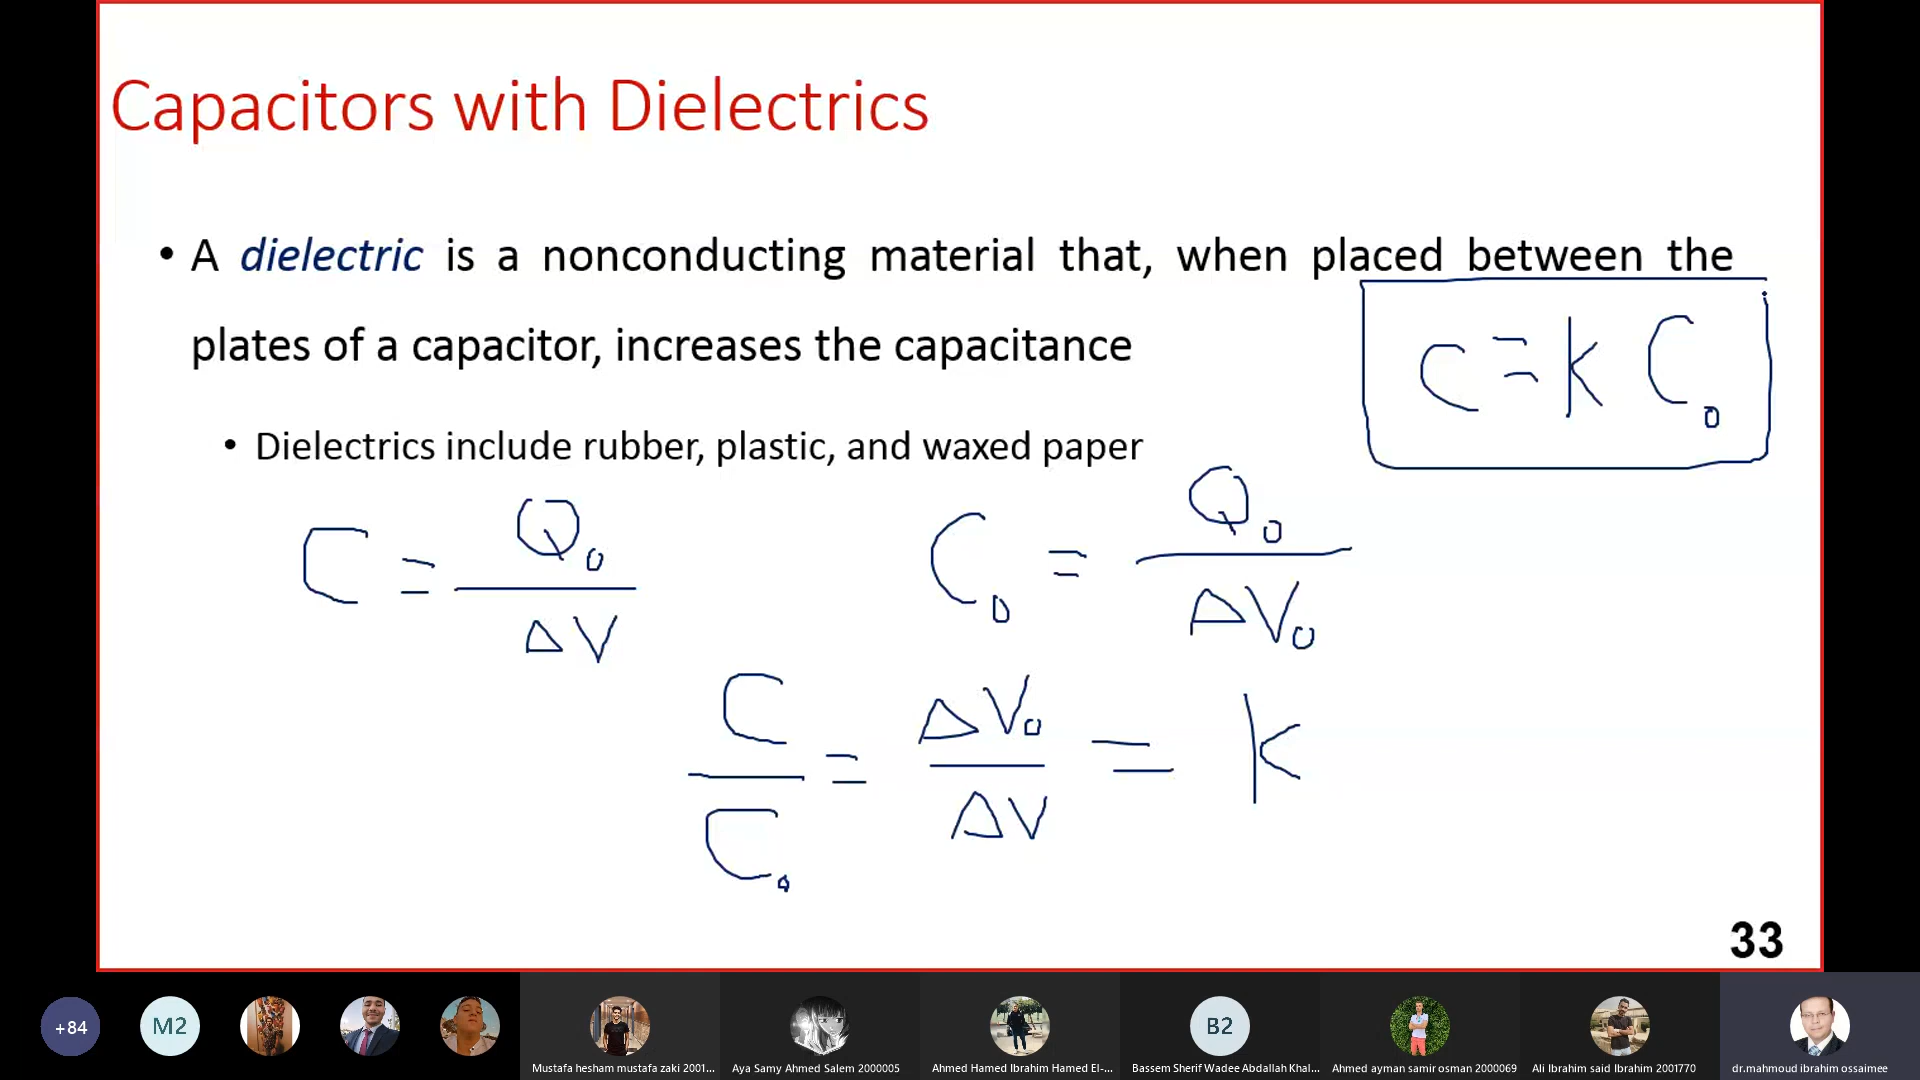 Capacitors with Dielectrics
• A dielectric is a nonconducting material that, when placed between the
plates of a capacitor, increases the capacitance
C = k C₀
• Dielectrics include rubber, plastic, and waxed paper
C = Q₀ / ΔV
C₀ = Q₀ / ΔV₀
C / C₀ = ΔV₀ / ΔV = k
33
+84
M2
B2
Mustafa hesham mustafa zaki 2001...
Aya Samy Ahmed Salem 2000005
Ahmed Hamed Ibrahim Hamed El-...
Bassem Sherif Wadee Abdallah Khal...
Ahmed ayman samir osman 2000069
Ali Ibrahim said Ibrahim 2001770
dr.mahmoud ibrahim ossaimee